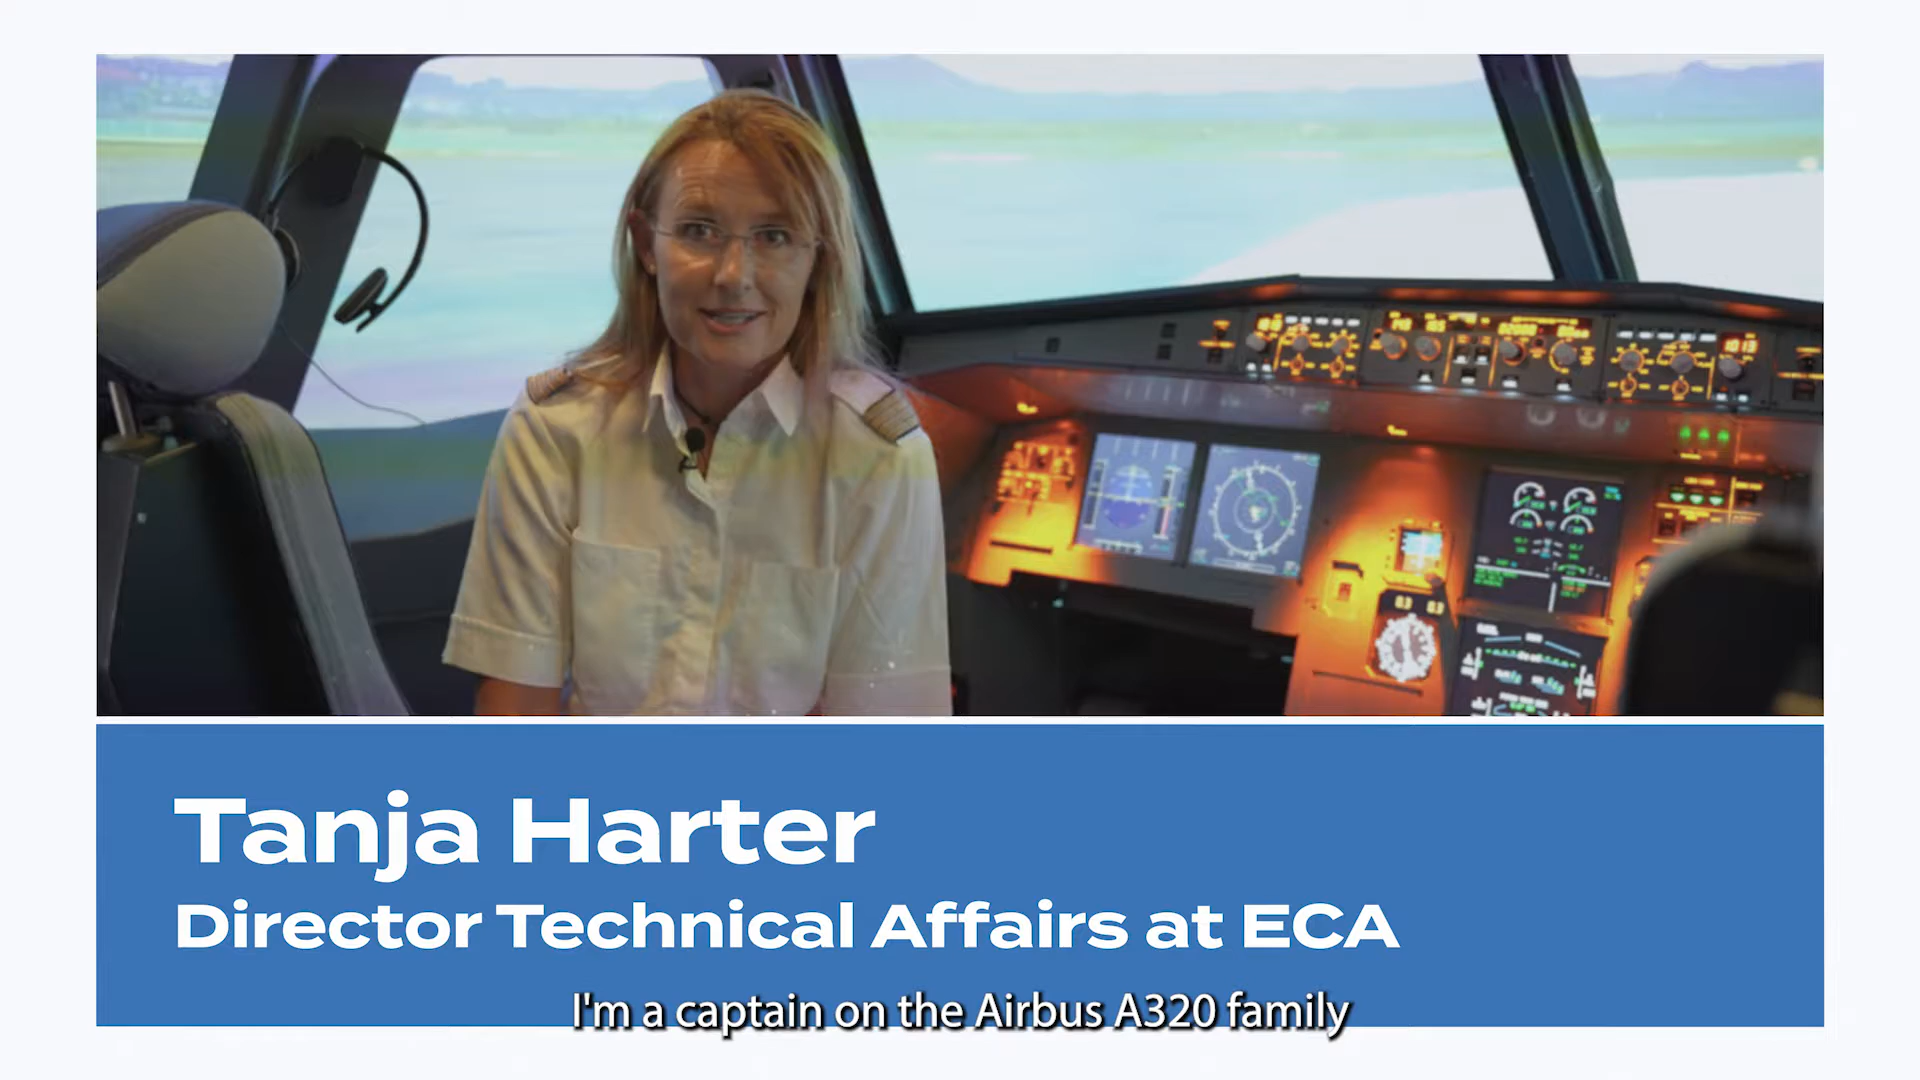 Tanja Harter
Director Technical Affairs at ECA
I'm a captain on the Airbus A320 family